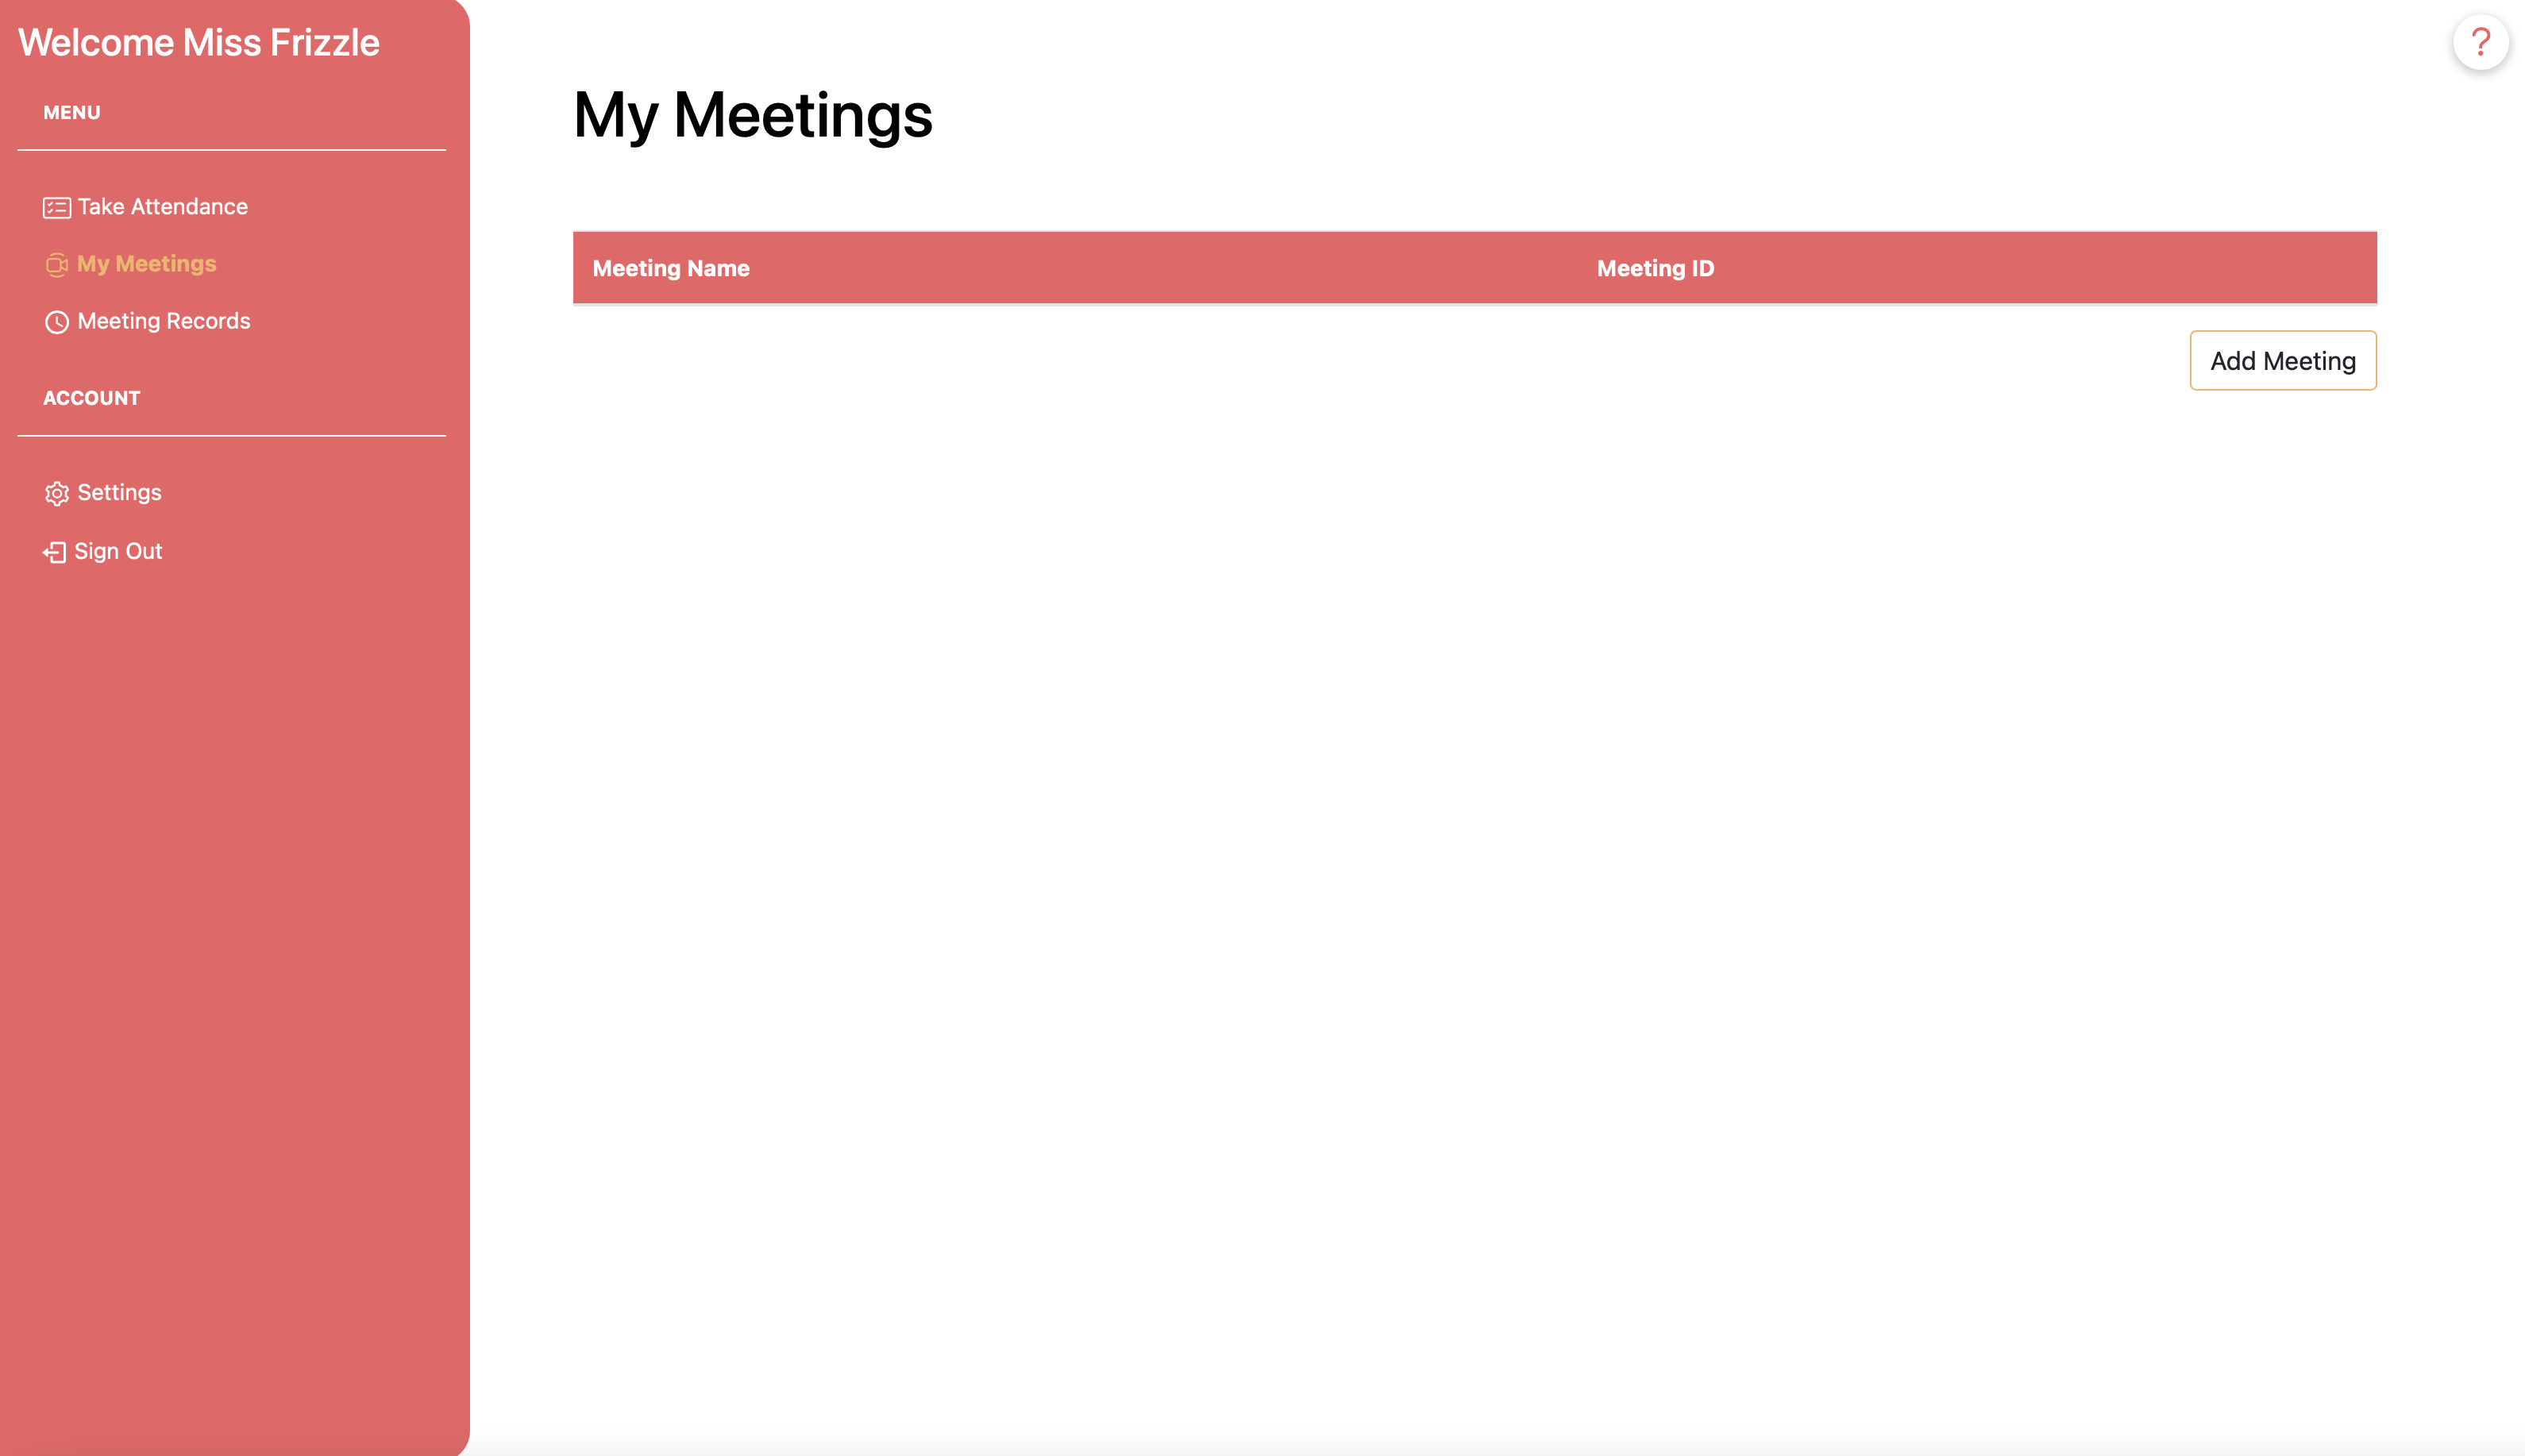 Welcome Miss Frizzle
MENU
Take Attendance
My Meetings
Meeting Records
ACCOUNT
Settings
Sign Out
?
My Meetings
Meeting Name Meeting ID
Add Meeting